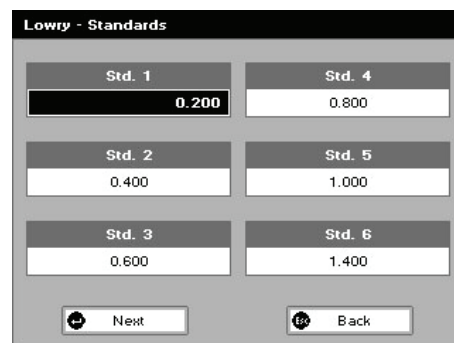 Lowry - Standards
Std. 1
0.200
Std. 2
0.400
Std. 3
0.600
Std. 4
0.800
Std. 5
1.000
Std. 6
1.400
Next
Esc Back